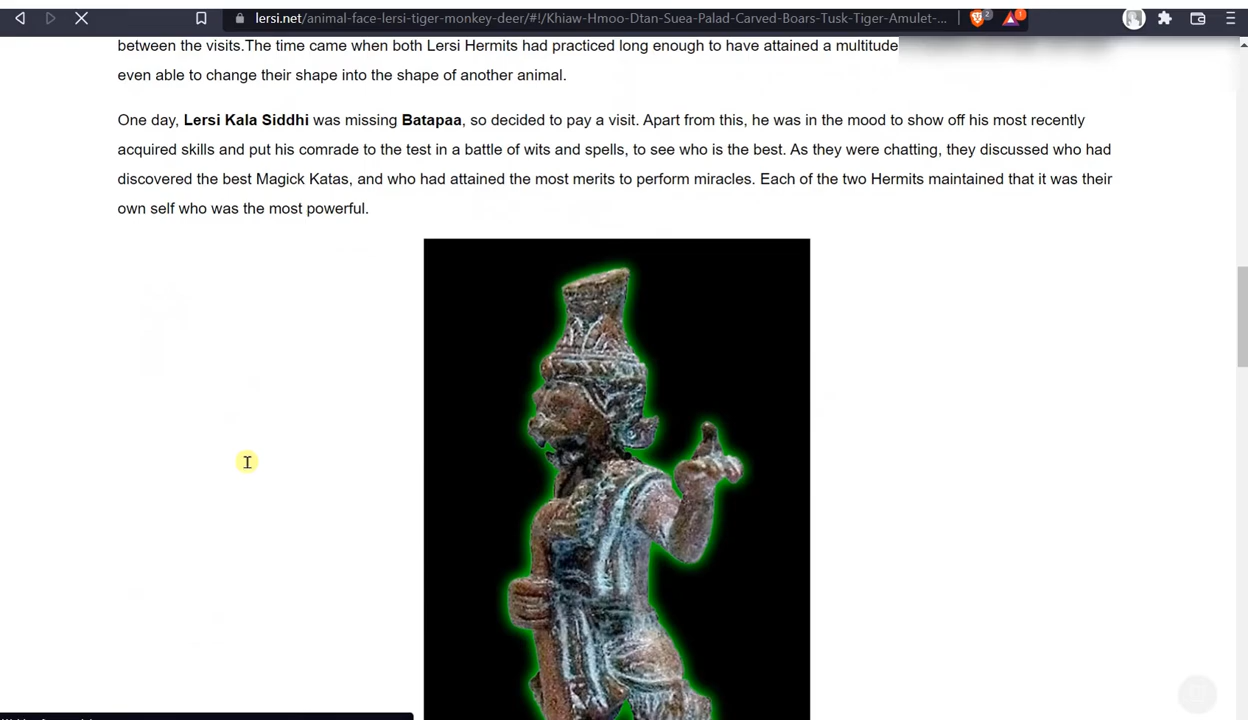 lersi.net/animal-face-lersi-tiger-monkey-deer/#!/Khiaw-Hmoo-Dtan-Suea-Palad-Carved-Boars-Tusk-Tiger-Amulet-...
2
1
between the visits.The time came when both Lersi Hermits had practiced long enough to have attained a multitude
even able to change their shape into the shape of another animal.
One day, Lersi Kala Siddhi was missing Batapaa, so decided to pay a visit. Apart from this, he was in the mood to show off his most recently
acquired skills and put his comrade to the test in a battle of wits and spells, to see who is the best. As they were chatting, they discussed who had
discovered the best Magick Katas, and who had attained the most merits to perform miracles. Each of the two Hermits maintained that it was their
own self who was the most powerful.